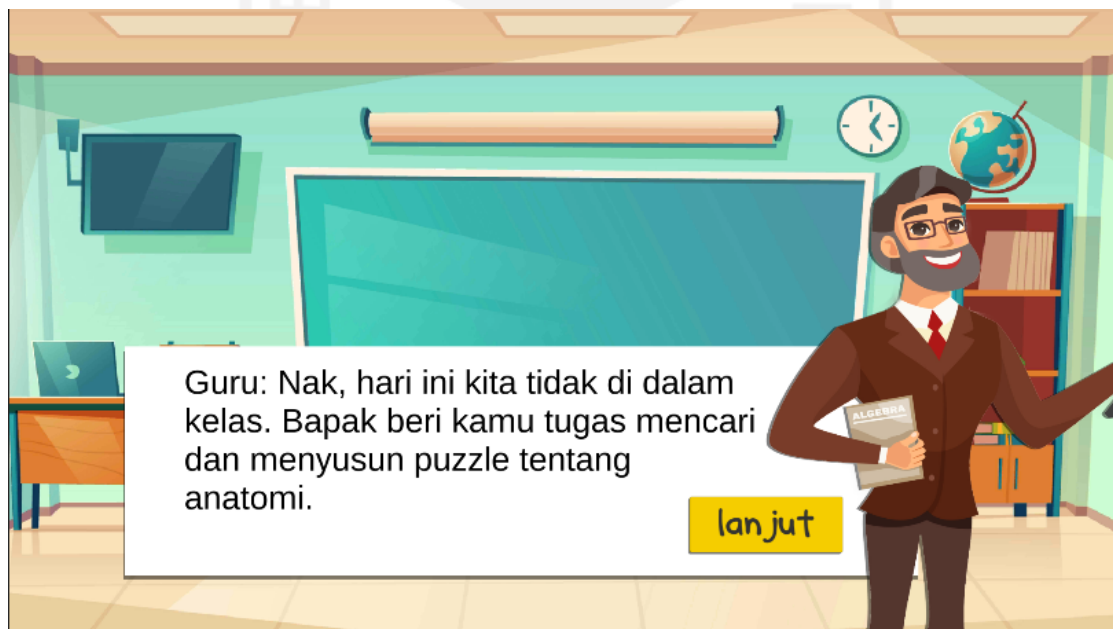 Guru: Nak, hari ini kita tidak di dalam
kelas. Bapak beri kamu tugas mencari
dan menyusun puzzle tentang
anatomi.
lanjut
ALGEBRA